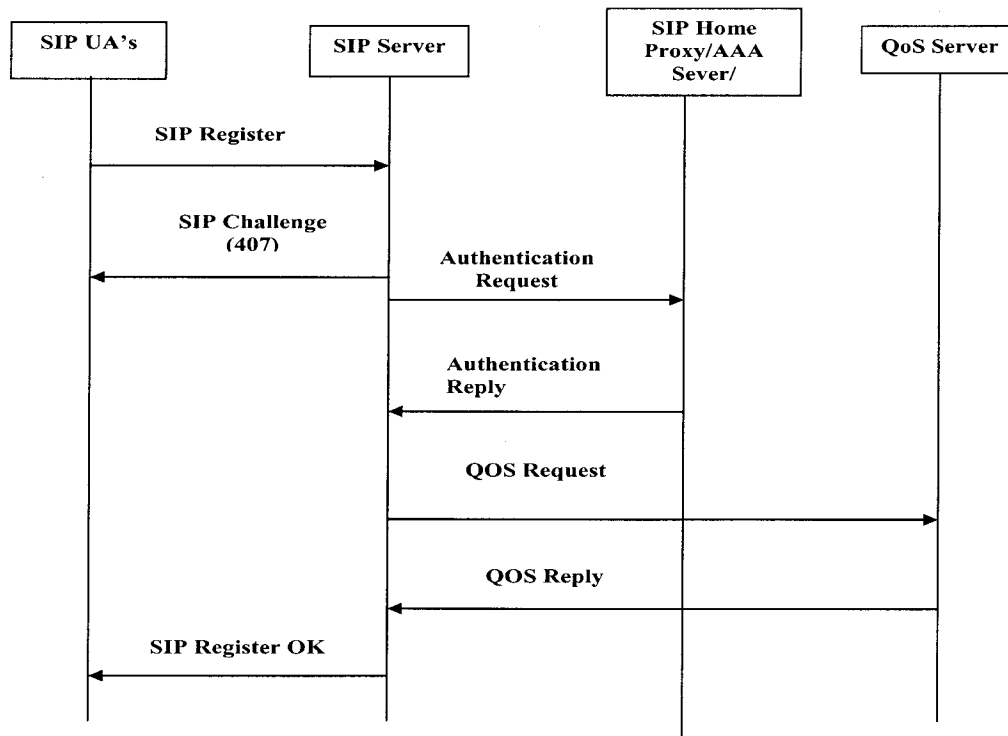 SIP UA's
SIP Server
SIP Home
Proxy/AAA
Sever/
QoS Server
SIP Register
SIP Challenge
(407)
Authentication
Request
Authentication
Reply
QOS Request
QOS Reply
SIP Register OK